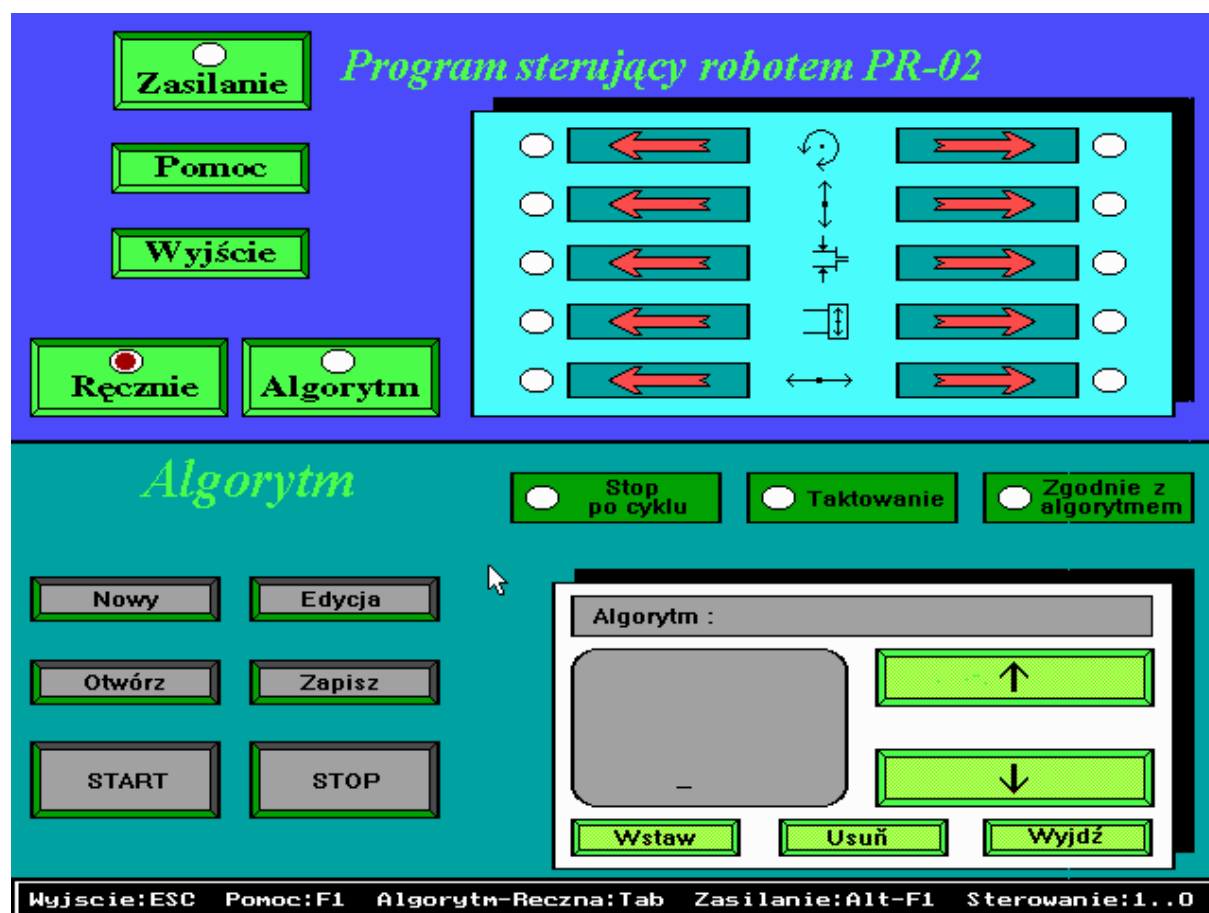 Zasilanie
Program sterujący robotem PR-02
Pomoc
Wyjście
Ręcznie
Algorytm
Algorytm
Stop
po cyklu
Taktowanie
Zgodnie z
algorytmem
Nowy
Edycja
Algorytm :
Otwórz
Zapisz
START
STOP
_
Wstaw
Usuň
Wyjdź
Wyjscie:ESC Pomoc:F1 Algorytm-Reczna:Tab Zasilanie:Alt-F1 Sterowanie:1..0